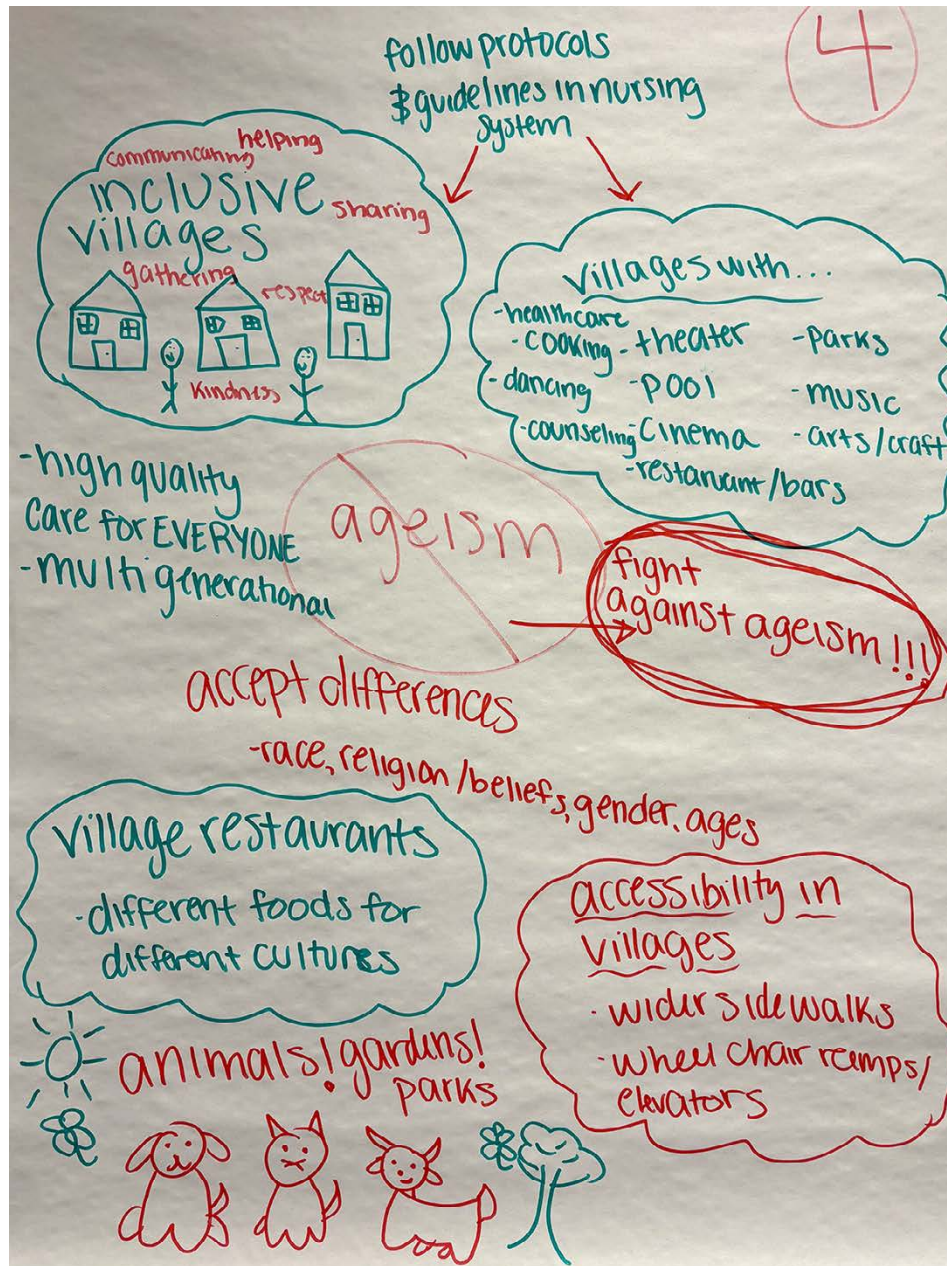 4
follow protocols
& guidelines in nursing
system
helping
communicating
inclusive
sharing
villages
gathering
respect
kindness
villages with...
-healthcare
- cooking
- dancing
-counseling
-theater
-pool
-cinema
-restaruant/bars
-parks
-music
-arts/craft
-high quality
care for EVERYONE
-multigenerational
ageism
fight
against ageism!!!
accept differences
-race, religion/beliefs, gender. ages
village restaurants
-different foods for
different cultures
accessibility in
villages
· wider sidewalks
· wheel chair ramps/
elevators
animals! gardens!
parks